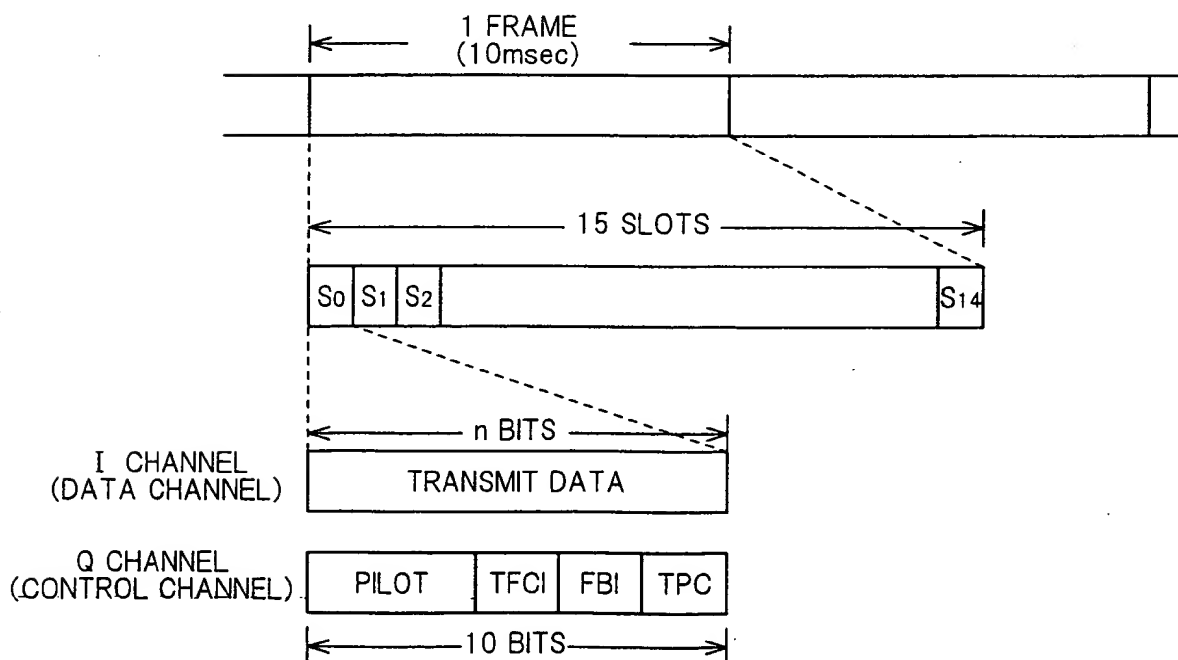 1 FRAME
(10msec)
15 SLOTS
S0 S1 S2 S14
n BITS
I CHANNEL
(DATA CHANNEL)
TRANSMIT DATA
Q CHANNEL
(CONTROL CHANNEL)
PILOT TFCI FBI TPC
10 BITS